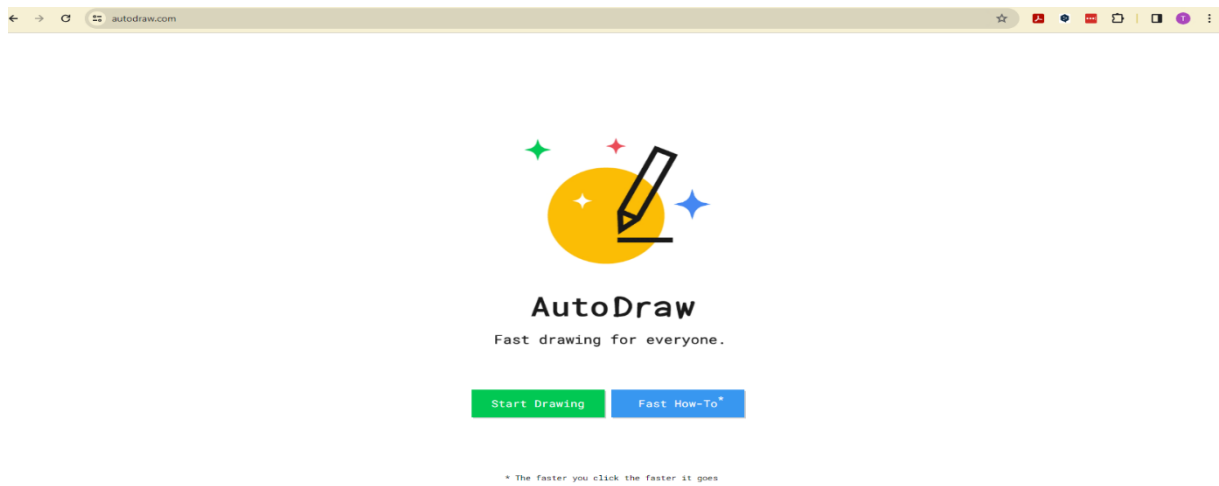 autodraw.com
T
AutoDraw
Fast drawing for everyone.
Start Drawing
Fast How-To*
* The faster you click the faster it goes